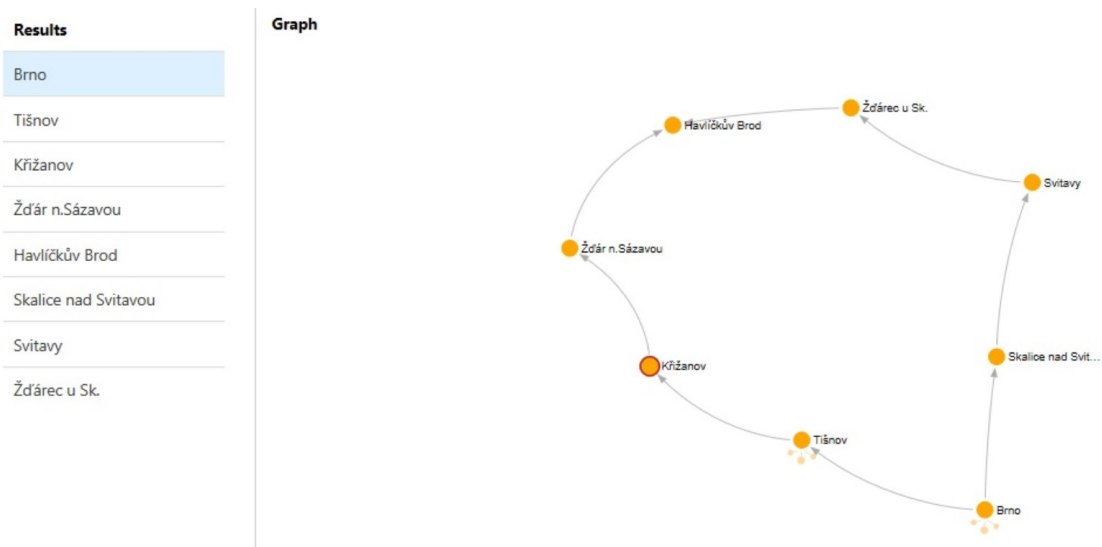 Results
Brno
Tišnov
Křižanov
Žďár n.Sázavou
Havlíčkův Brod
Skalice nad Svitavou
Svitavy
Žďárec u Sk.
Graph
Žďárec u Sk.
Havlíčkův Brod
Svitavy
Žďár n.Sázavou
Skalice nad Svit...
Křižanov
Tišnov
Brno